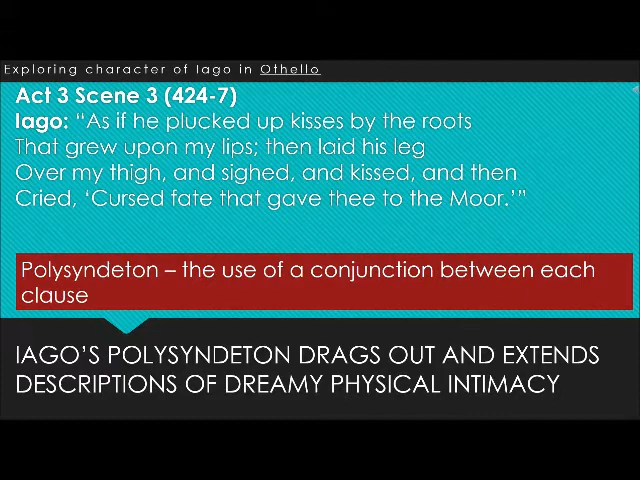 Exploring character of Iago in Othello
Act 3 Scene 3 (424-7)
Iago: “As if he plucked up kisses by the roots
That grew upon my lips; then laid his leg
Over my thigh, and sighed, and kissed, and then
Cried, ‘Cursed fate that gave thee to the Moor.’”
Polysyndeton – the use of a conjunction between each
clause
IAGO’S POLYSYNDETON DRAGS OUT AND EXTENDS
DESCRIPTIONS OF DREAMY PHYSICAL INTIMACY